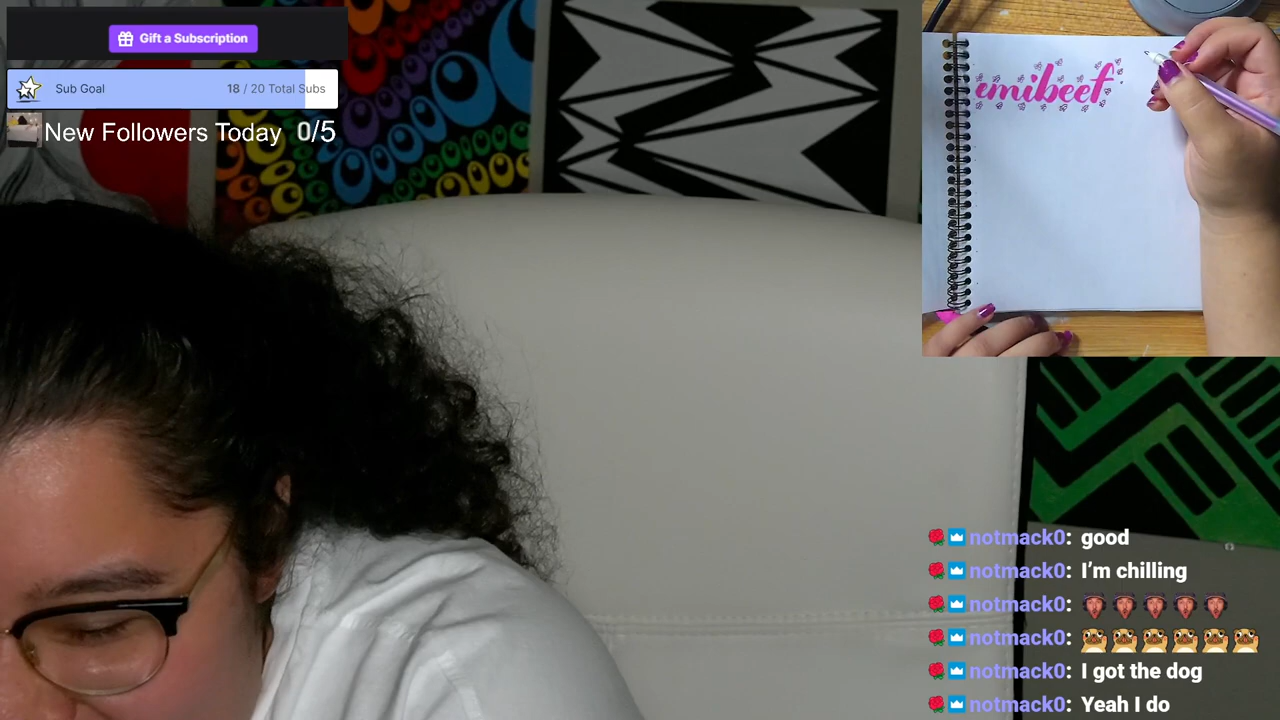 Gift a Subscription
Sub Goal 18 / 20 Total Subs
New Followers Today 0/5
emibeef
notmack0: good
notmack0: I'm chilling
notmack0:
notmack0:
notmack0: I got the dog
notmack0: Yeah I do